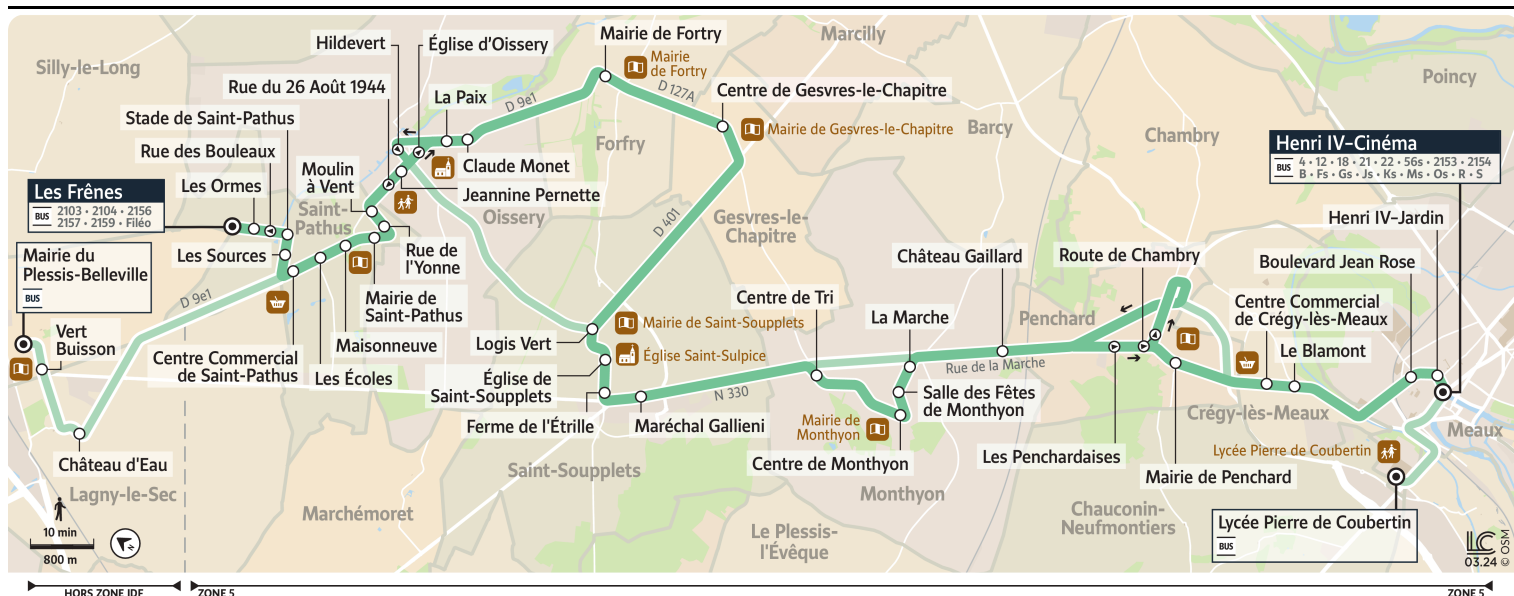 Silly-le-Long
Hildevert
Église d'Oissery
Mairie de Forfry
Marcilly
Poincy
Mairie
de Forfry
Rue du 26 Août 1944
La Paix
D 9e1
D 127A
Centre de Gesvres-le-Chapitre
Stade de Saint-Pathus
Mairie de Gesvres-le-Chapitre
Barcy
Chambry
Rue des Bouleaux
Forfry
Henri IV-Cinéma
BUS
4 • 12 • 18 • 21 • 22 • 56s • 2153 • 2154
B • Fs • Gs • Js • Ks • Ms • Os • R • S
Moulin
à Vent
Claude Monet
Les Ormes
Les Frênes
BUS
2103 • 2104 • 2156
2157 • 2159 • Filéo
Jeannine Pernette
Saint-
Pathus
Oissery
D 401
Gesvres-le-
Chapitre
Henri IV-Jardin
Les Sources
Rue de
l'Yonne
Mairie du
Plessis-Belleville
BUS
Château Gaillard
Route de Chambry
Boulevard Jean Rose
D 9e1
Mairie de
Saint-Pathus
Centre de Tri
Centre Commercial
de Crégy-lès-Meaux
La Marche
Penchard
Mairie de Saint-Soupplets
Vert
Buisson
Maisonneuve
Logis Vert
Le Blamont
Centre Commercial
de Saint-Pathus
Église Saint-Sulpice
Rue de la Marche
Les Écoles
Église de
Saint-Soupplets
N 330
Salle des Fêtes
de Monthyon
Crégy-lès-Meaux
Ferme de l'Étrille
Maréchal Gallieni
Mairie de
Monthyon
Meaux
Château d'Eau
Centre de Monthyon
Les Penchardaises
Lycée Pierre de Coubertin
Saint-Soupplets
Mairie de Penchard
Lagny-le-Sec
Monthyon
Marchémoret
Chauconin-
Neufmontiers
Lycée Pierre de Coubertin
BUS
Le Plessis-
l'Évêque
10 min
800 m
N
LC
03.24
© OSM
HORS ZONE IDF
ZONE 5
ZONE 5